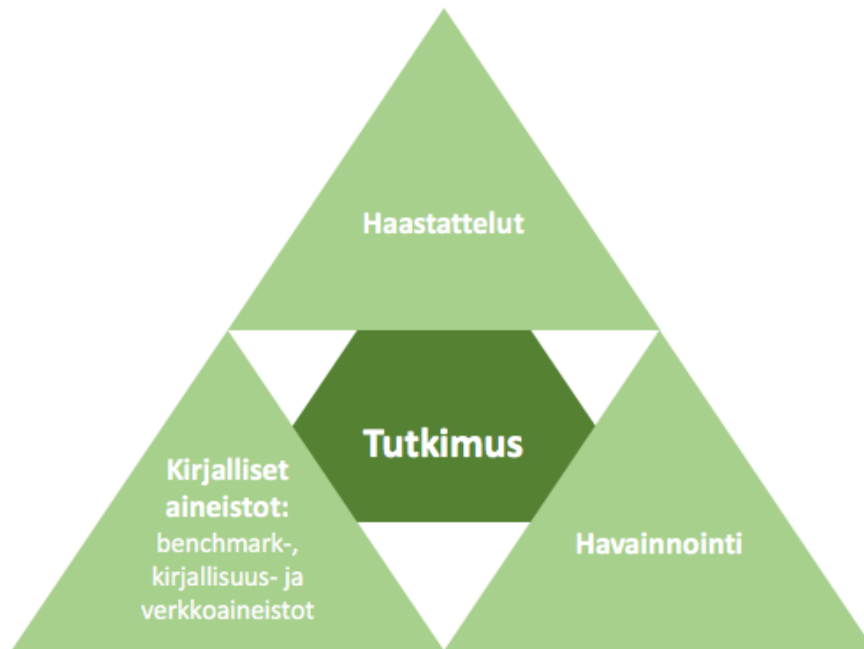 Haastattelut
Tutkimus
Kirjalliset
aineistot:
benchmark-,
kirjallisuus- ja
verkkoaineistot
Havainnointi